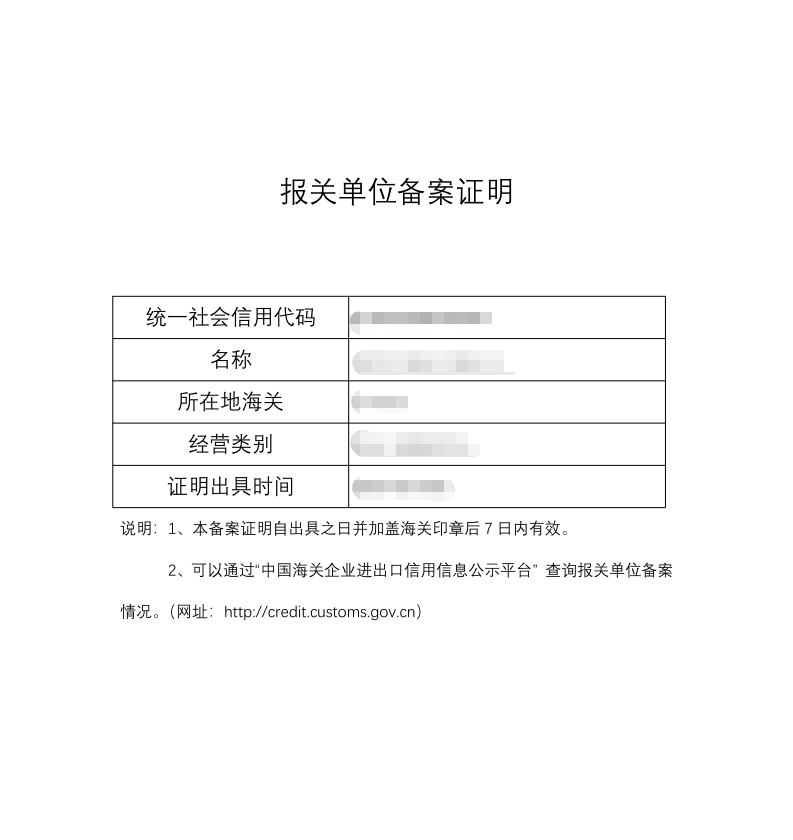 报关单位备案证明
统一社会信用代码
名称
所在地海关
经营类别
证明出具时间
说明：1、本备案证明自出具之日并加盖海关印章后 7 日内有效。
2、可以通过“中国海关企业进出口信用信息公示平台” 查询报关单位备案
情况。（网址：http://credit.customs.gov.cn）